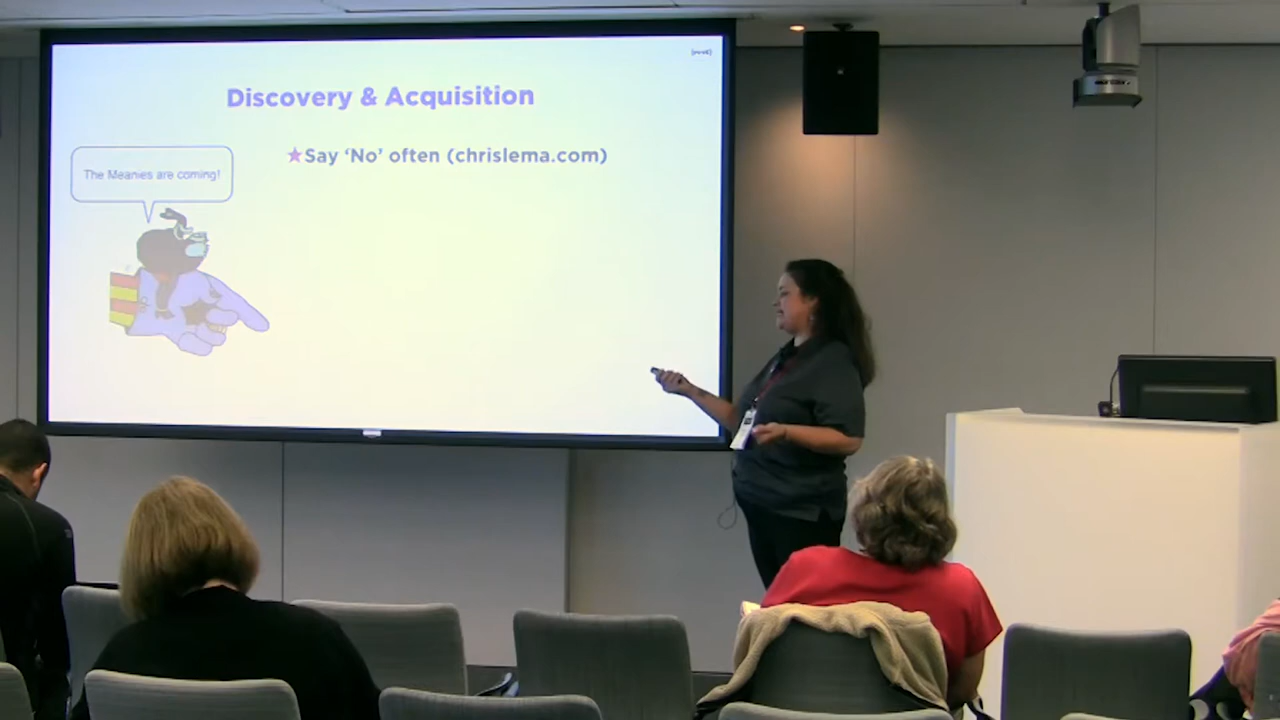 Discovery & Acquisition
★Say ‘No’ often (chrislema.com)
The Meanies are coming!